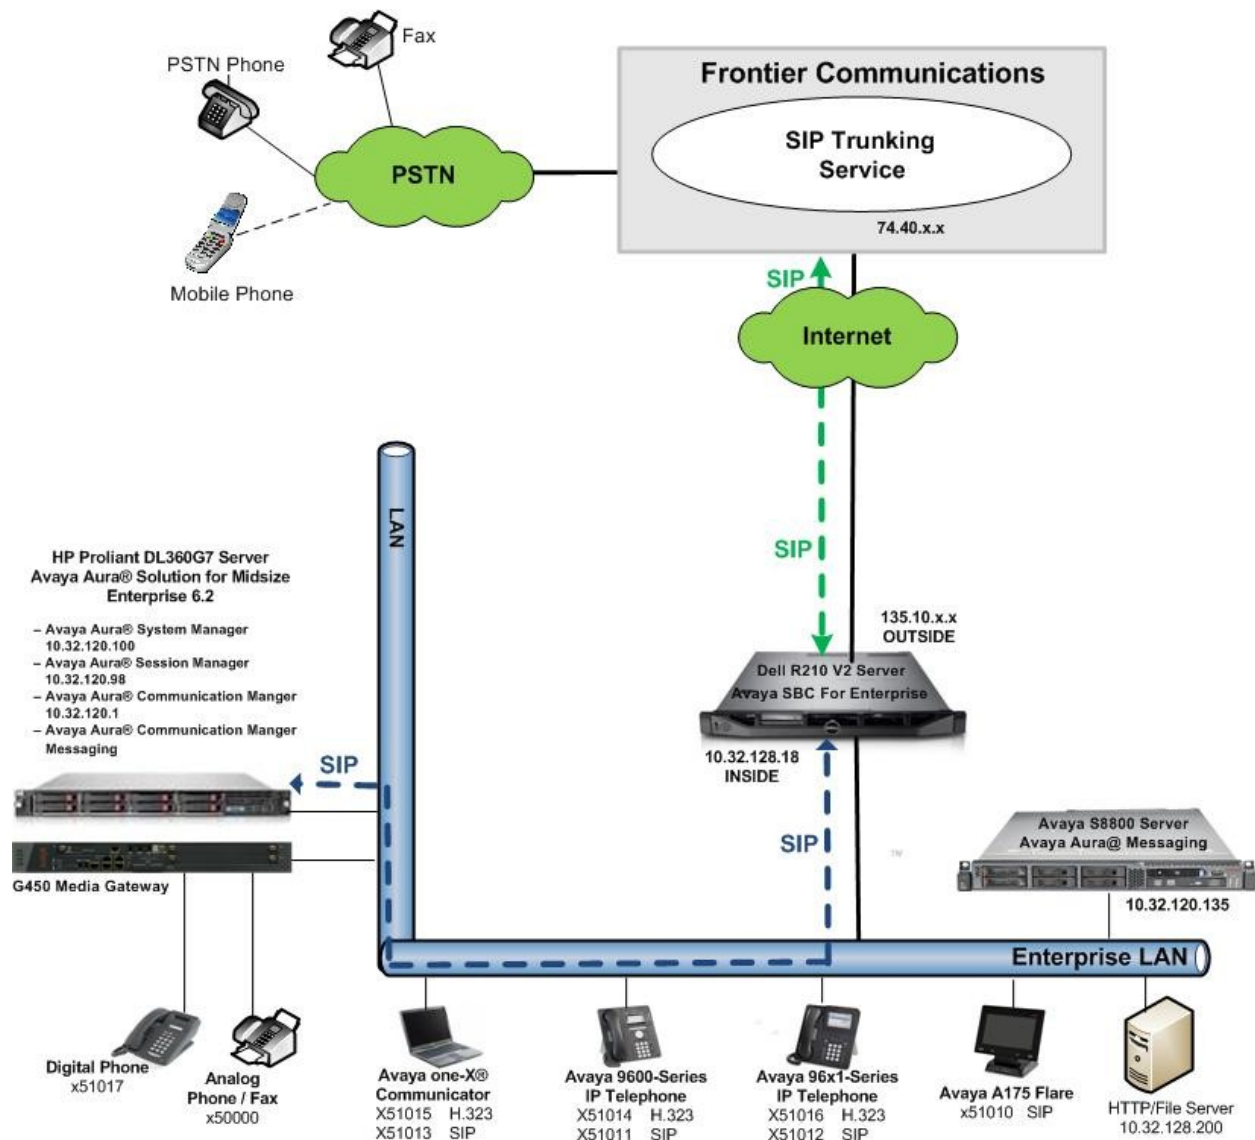 Fax
PSTN Phone
Frontier Communications
SIP Trunking
Service
PSTN
74.40.x.x
SIP
Mobile Phone
Internet
LAN
HP Proliant DL360G7 Server
Avaya Aura® Solution for Midsize
Enterprise 6.2
– Avaya Aura® System Manager
10.32.120.100
– Avaya Aura® Session Manager
10.32.120.98
– Avaya Aura® Communication Manger
10.32.120.1
– Avaya Aura® Communication Manger
Messaging
SIP
135.10.x.x
OUTSIDE
Dell R210 V2 Server
Avaya SBC For Enterprise
10.32.128.18
INSIDE
SIP
SIP
Avaya S8800 Server
Avaya Aura@ Messaging
TM
10.32.120.135
G450 Media Gateway
Enterprise LAN
Digital Phone
x51017
Analog
Phone / Fax
x50000
Avaya one-X®
Communicator
X51015 H.323
X51013 SIP
Avaya 9600-Series
IP Telephone
X51014 H.323
X51011 SIP
Avaya 96x1-Series
IP Telephone
X51016 H.323
X51012 SIP
Avaya A175 Flare
x51010 SIP
HTTP/File Server
10.32.128.200